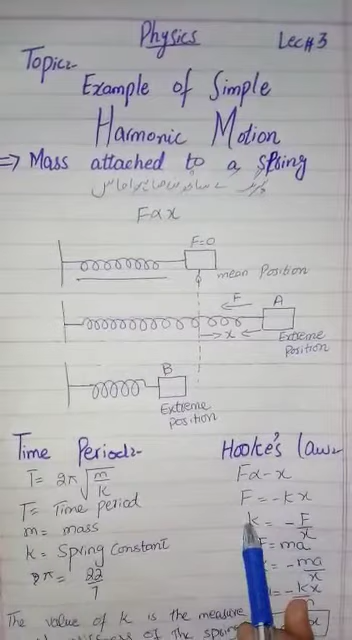 Physics
Lec#3
Topic:-
Example of Simple
Harmonic Motion
⇒ Mass attached to a spring
F∝x
F=0
mean Position
F
A
x
Extreme
Position
B
Extreme
position
Time Period:-
T = 2π√(m/k)
T = Time period
m = mass
k = Spring Constant
2π = 22/7
Hooke's Law:-
F∝-x
F = -kx
k = -F/x
F = ma
= -ma/x
= -kx/
The value of k is the measure
of the